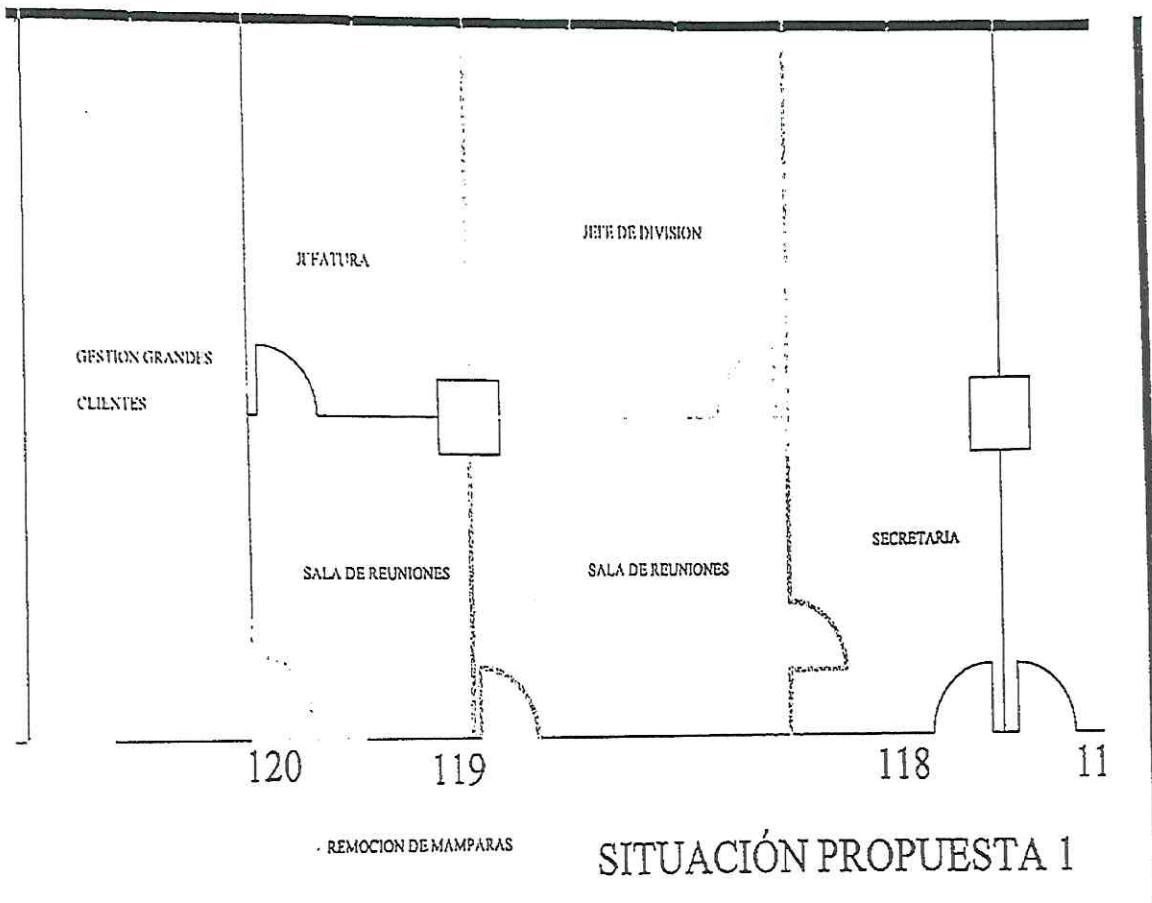 JEFATURA
JEFE DE DIVISION
GESTION GRANDES
CLIENTES
SECRETARIA
SALA DE REUNIONES
SALA DE REUNIONES
120
119
118
11
- REMOCION DE MAMPARAS
SITUACIÓN PROPUESTA 1